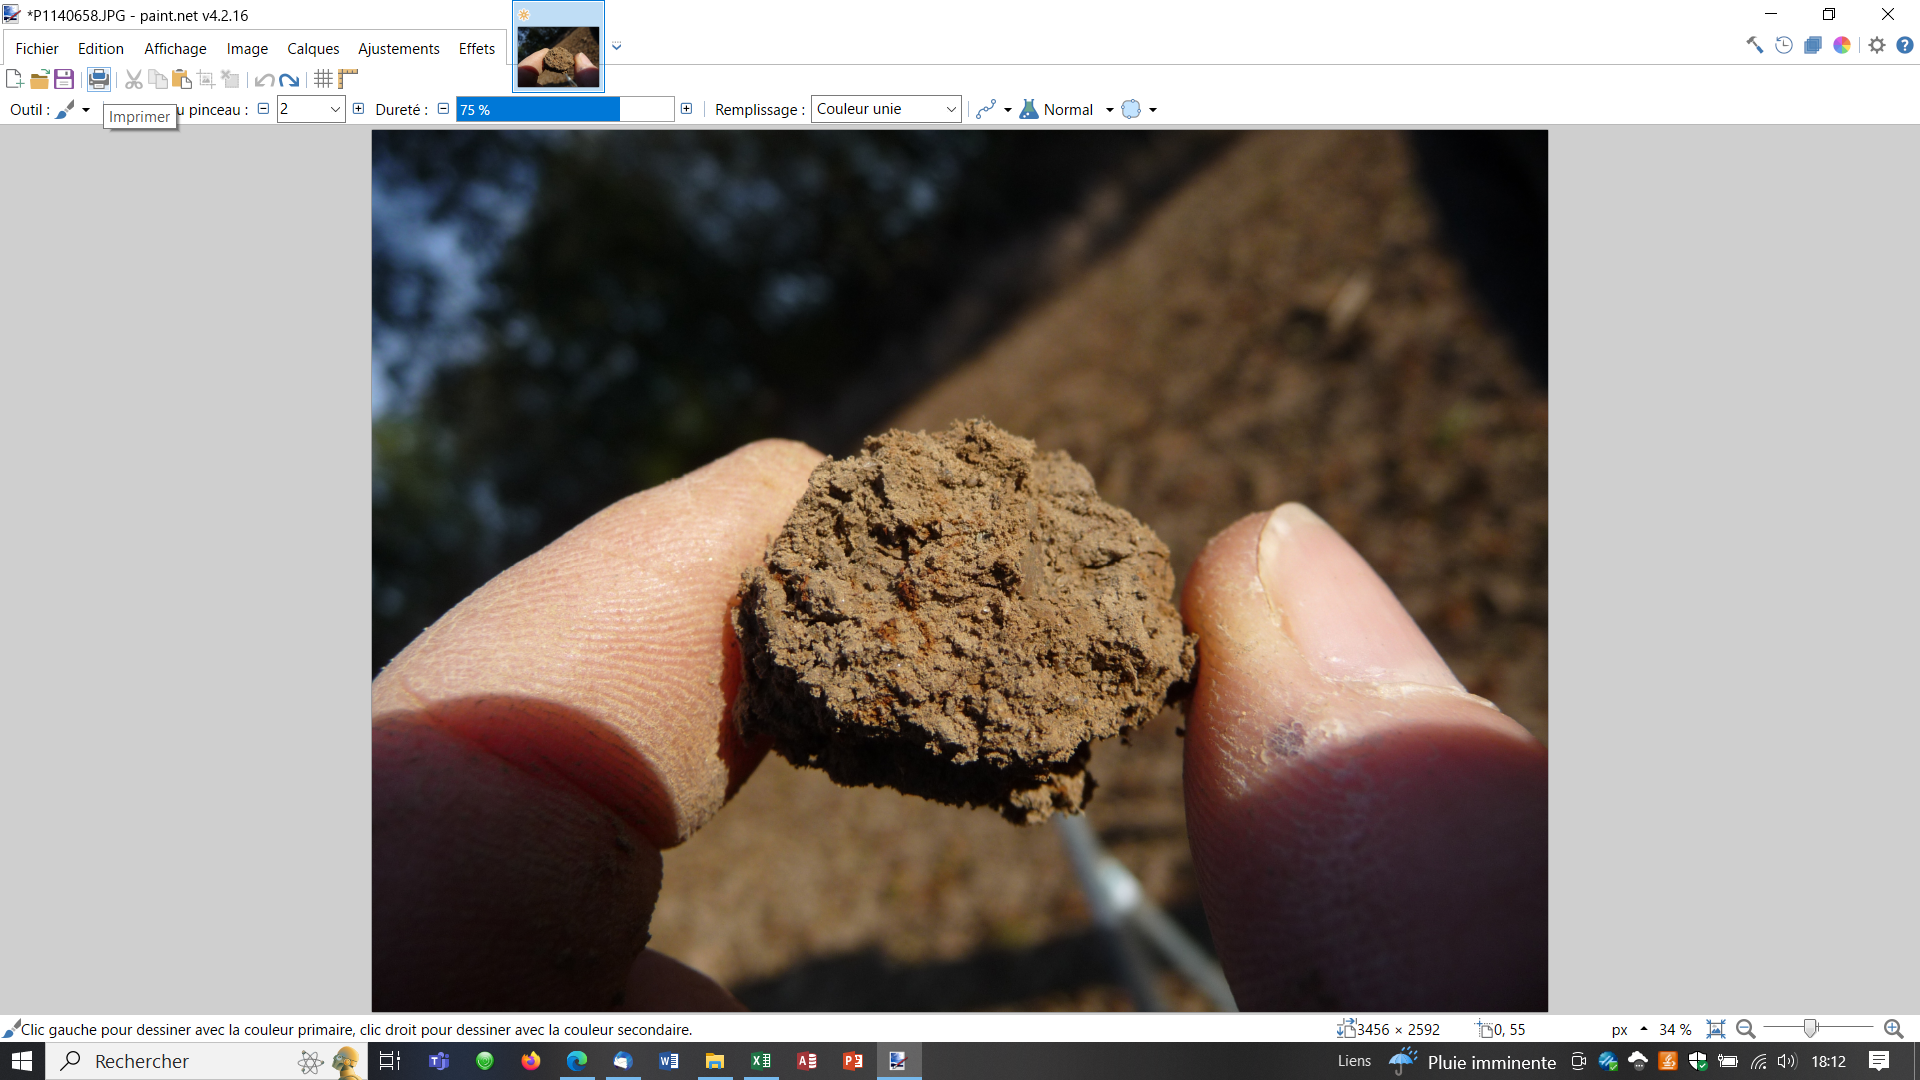 *P1140658.JPG - paint.net v4.2.16
Fichier Edition Affichage Image Calques Ajustements Effets
Outil : u pinceau : 2 Dureté : 75 % Remplissage : Couleur unie Normal
Imprimer
Clic gauche pour dessiner avec la couleur primaire, clic droit pour dessiner avec la couleur secondaire. 3456 × 2592 0, 55 px 34 %
Rechercher Liens Pluie imminente 18:12